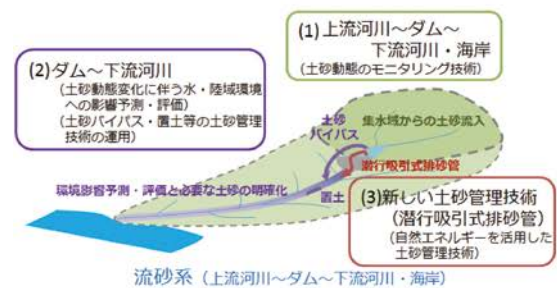 (1)上流河川～ダム～
下流河川・海岸
（土砂動態のモニタリング技術）
(2)ダム～下流河川
（土砂動態変化に伴う水・陸域環境
への影響予測・評価）
（土砂バイパス・置土等の土砂管理
技術の運用）
土砂
バイパス
集水域からの土砂流入
潜行吸引式排砂管
環境影響予測・評価と必要な土砂の明確化
置土
(3)新しい土砂管理技術
（潜行吸引式排砂管）
（自然エネルギーを活用した
土砂管理技術）
流砂系（上流河川～ダム～下流河川・海岸）